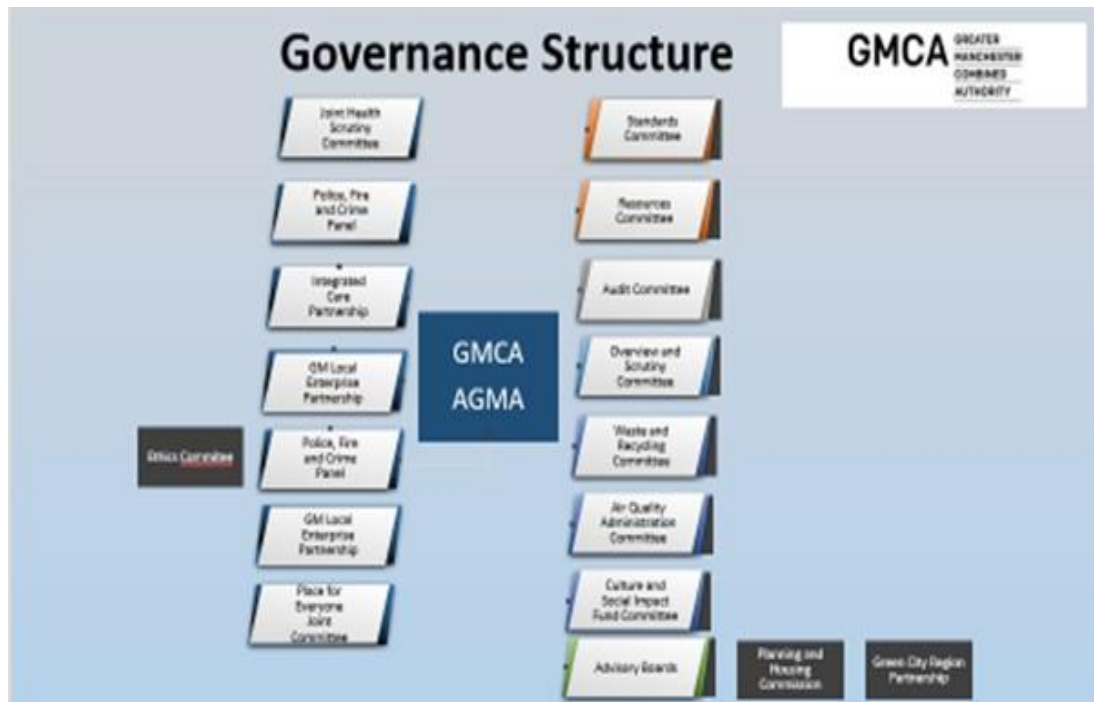 Governance Structure
GMCA
GREATER
MANCHESTER
COMBINED
AUTHORITY
Joint Health
Scrutiny
Committee
Police, Fire
and Crime
Panel
Integrated
Care
Partnership
GM Local
Enterprise
Partnership
Ethics Commitee
Police, Fire
and Crime
Panel
GM Local
Enterprise
Partnership
Place for
Everyone
Joint
Committee
GMCA
AGMA
Standards
Committee
Resources
Committee
Audit Committee
Overview and
Scrutiny
Committee
Waste and
Recycling
Committee
Air Quality
Administration
Committee
Culture and
Social Impact
Fund Committee
Advisory Boards
Planning and
Housing
Commission
Green City Region
Partnership